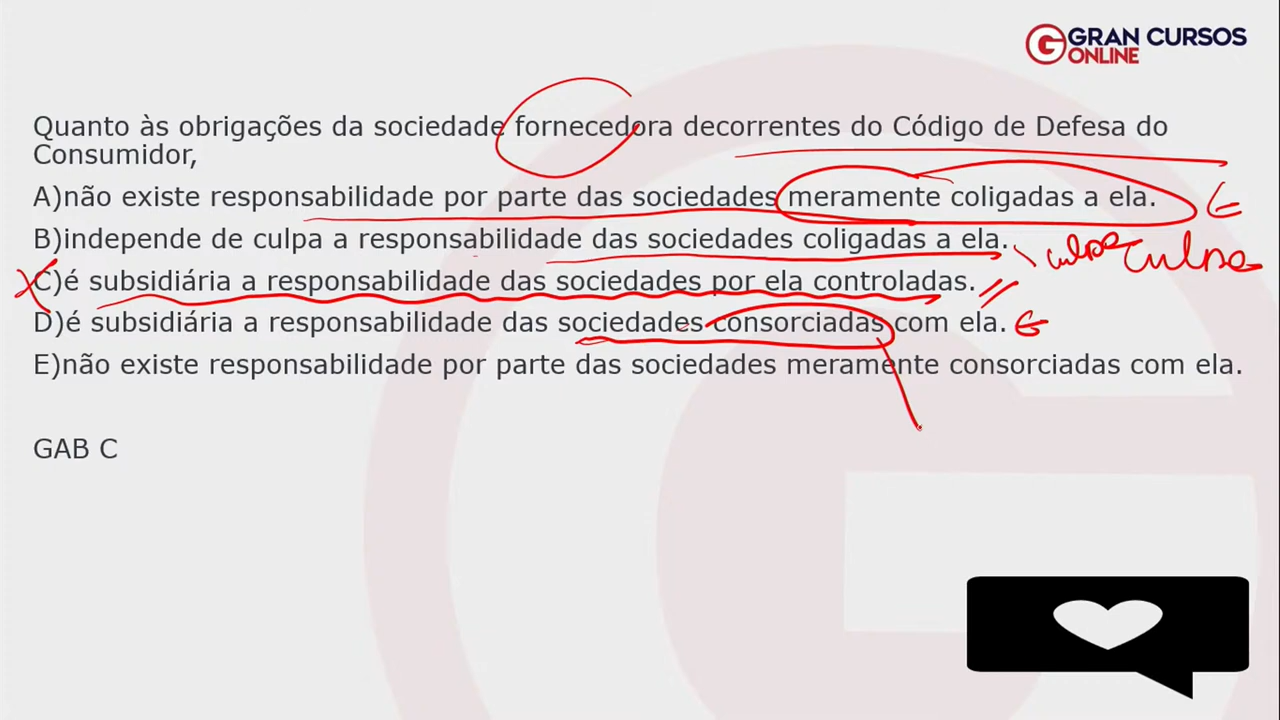 GRAN CURSOS
ONLINE
Quanto às obrigações da sociedade fornecedora decorrentes do Código de Defesa do
Consumidor,
A)não existe responsabilidade por parte das sociedades meramente coligadas a ela.
B)independe de culpa a responsabilidade das sociedades coligadas a ela.
culpa culpa
C)é subsidiária a responsabilidade das sociedades por ela controladas.
D)é subsidiária a responsabilidade das sociedades consorciadas com ela.
E)não existe responsabilidade por parte das sociedades meramente consorciadas com ela.
GAB C